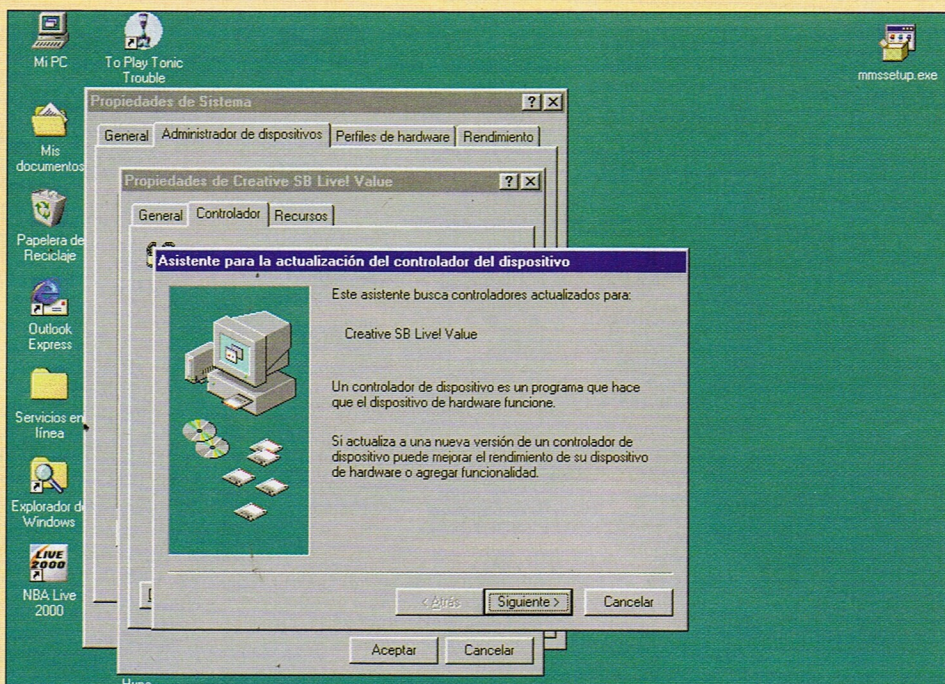 Mi PC
To Play Tonic
Trouble
mmssetup.exe
Mis
documentos
Papelera de
Reciclaje
Outlook
Express
Servicios en
línea
Explorador de
Windows
LIVE
2000
NBA Live
2000
Propiedades de Sistema
General
Administrador de dispositivos
Perfiles de hardware
Rendimiento
Propiedades de Creative SB Live! Value
General
Controlador
Recursos
Asistente para la actualización del controlador del dispositivo
Este asistente busca controladores actualizados para:
Creative SB Live! Value
Un controlador de dispositivo es un programa que hace
que el dispositivo de hardware funcione.
Si actualiza a una nueva versión de un controlador de
dispositivo puede mejorar el rendimiento de su dispositivo
de hardware o agregar funcionalidad.
< Atrás
Siguiente >
Cancelar
Aceptar
Cancelar